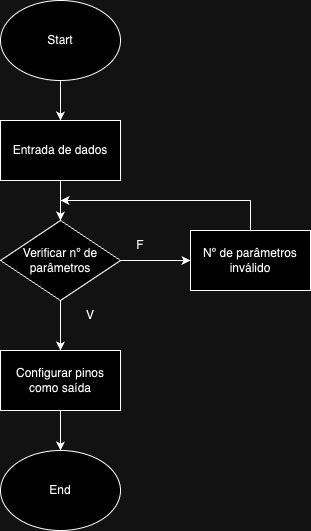 Start
Entrada de dados
Verificar nº de
parâmetros
F
Nº de parâmetros
inválido
V
Configurar pinos
como saída
End